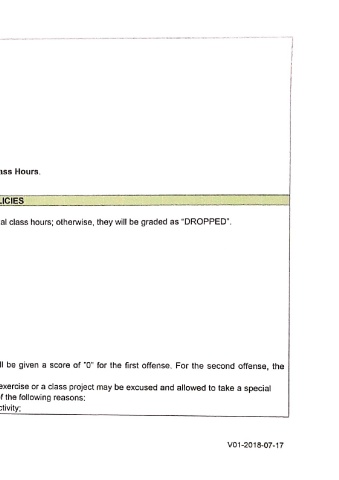 ass Hours.
LICIES
al class hours; otherwise, they will be graded as “DROPPED”.
ll be given a score of "0" for the first offense. For the second offense, the
exercise or a class project may be excused and allowed to take a special
f the following reasons:
ctivity;
V01-2018-07-17